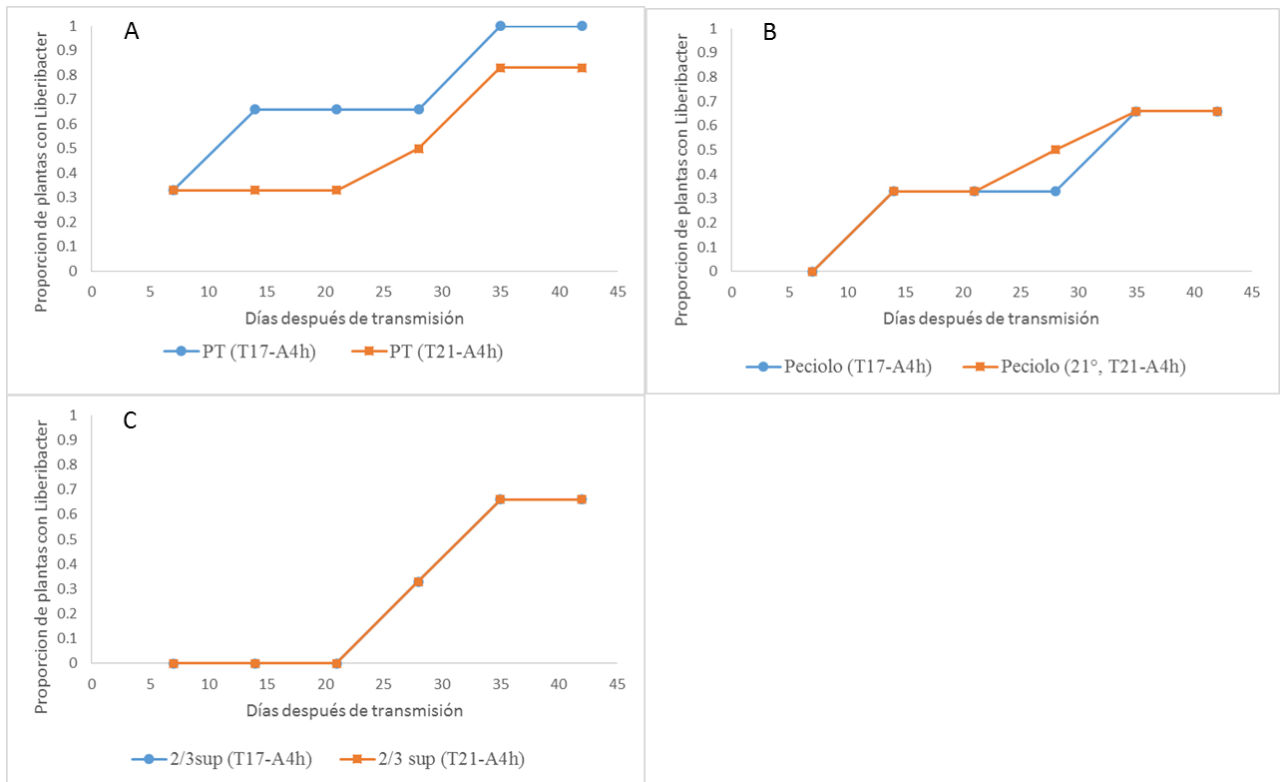 A
Proporcion de plantas con Liberibacter
1
0.9
0.8
0.7
0.6
0.5
0.4
0.3
0.2
0.1
0
0 5 10 15 20 25 30 35 40 45
Días después de transmisión
PT (T17-A4h) PT (T21-A4h)
B
Proporcion de plantas con Liberibacter
1
0.9
0.8
0.7
0.6
0.5
0.4
0.3
0.2
0.1
0
0 5 10 15 20 25 30 35 40 45
Días después de transmisión
Peciolo (T17-A4h) Peciolo (21°, T21-A4h)
C
Proporcion de plantas con Liberibacter
1
0.9
0.8
0.7
0.6
0.5
0.4
0.3
0.2
0.1
0
0 5 10 15 20 25 30 35 40 45
Días después de transmisión
2/3sup (T17-A4h) 2/3 sup (T21-A4h)